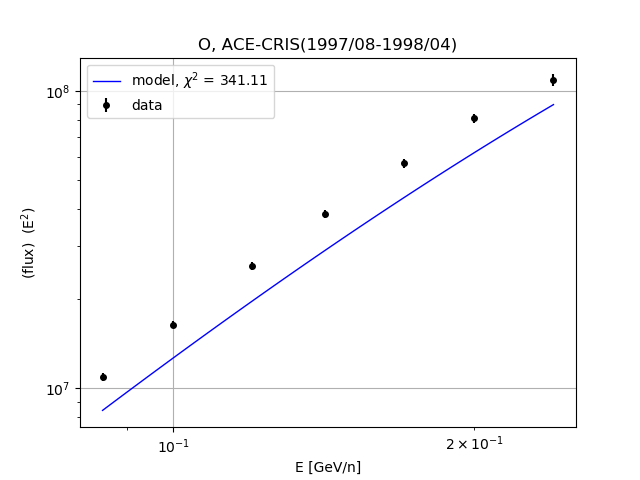 O, ACE-CRIS(1997/08-1998/04)
model, χ² = 341.11
data
10⁸
10⁷
(flux) (E²)
10⁻¹
2 × 10⁻¹
E [GeV/n]